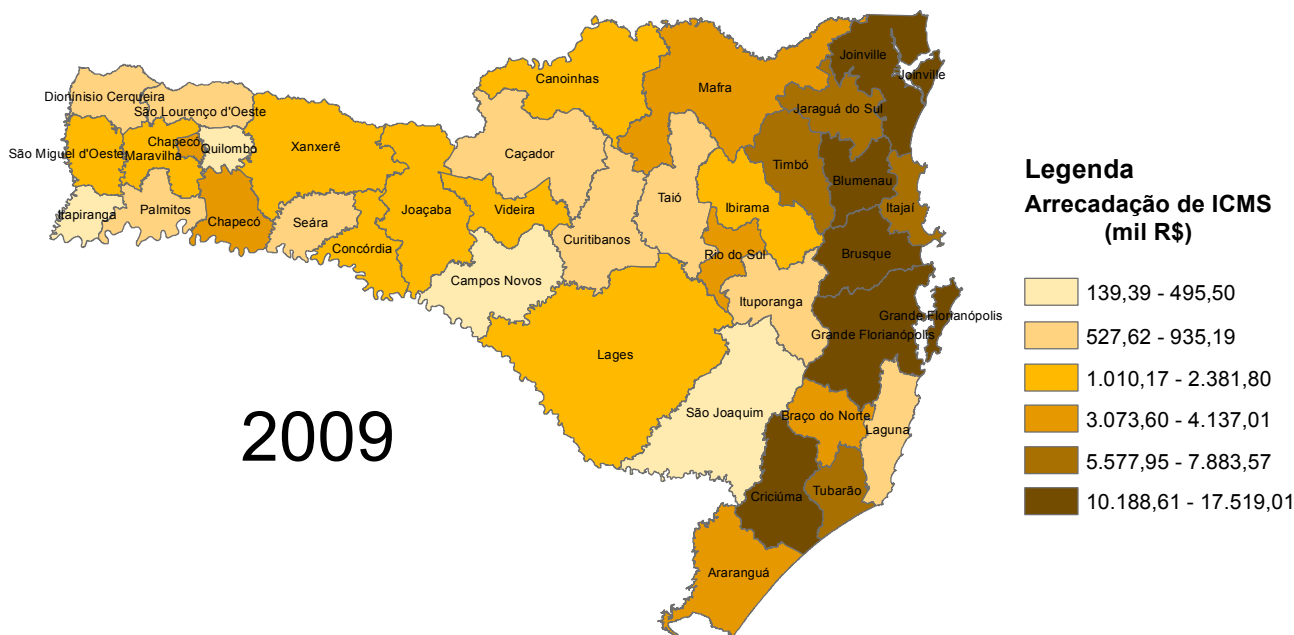 Joinville
Joinville
Canoinhas
Mafra
Dionínisio Cerqueira
São Lourenço d'Oeste
Jaraguá do Sul
Chapecó
Quilombo
Xanxerê
São Miguel d'Oeste
Maravilha
Caçador
Timbó
Blumenau
Taió
Itapiranga
Palmitos
Chapecó
Seára
Joaçaba
Videira
Ibirama
Itajaí
Concórdia
Curitibanos
Rio do Sul
Brusque
Campos Novos
Ituporanga
Grande Florianópolis
Grande Florianópolis
Lages
São Joaquim
Braço do Norte
Laguna
Criciúma
Tubarão
Araranguá
2009
Legenda
Arrecadação de ICMS
(mil R$)
139,39 - 495,50
527,62 - 935,19
1.010,17 - 2.381,80
3.073,60 - 4.137,01
5.577,95 - 7.883,57
10.188,61 - 17.519,01